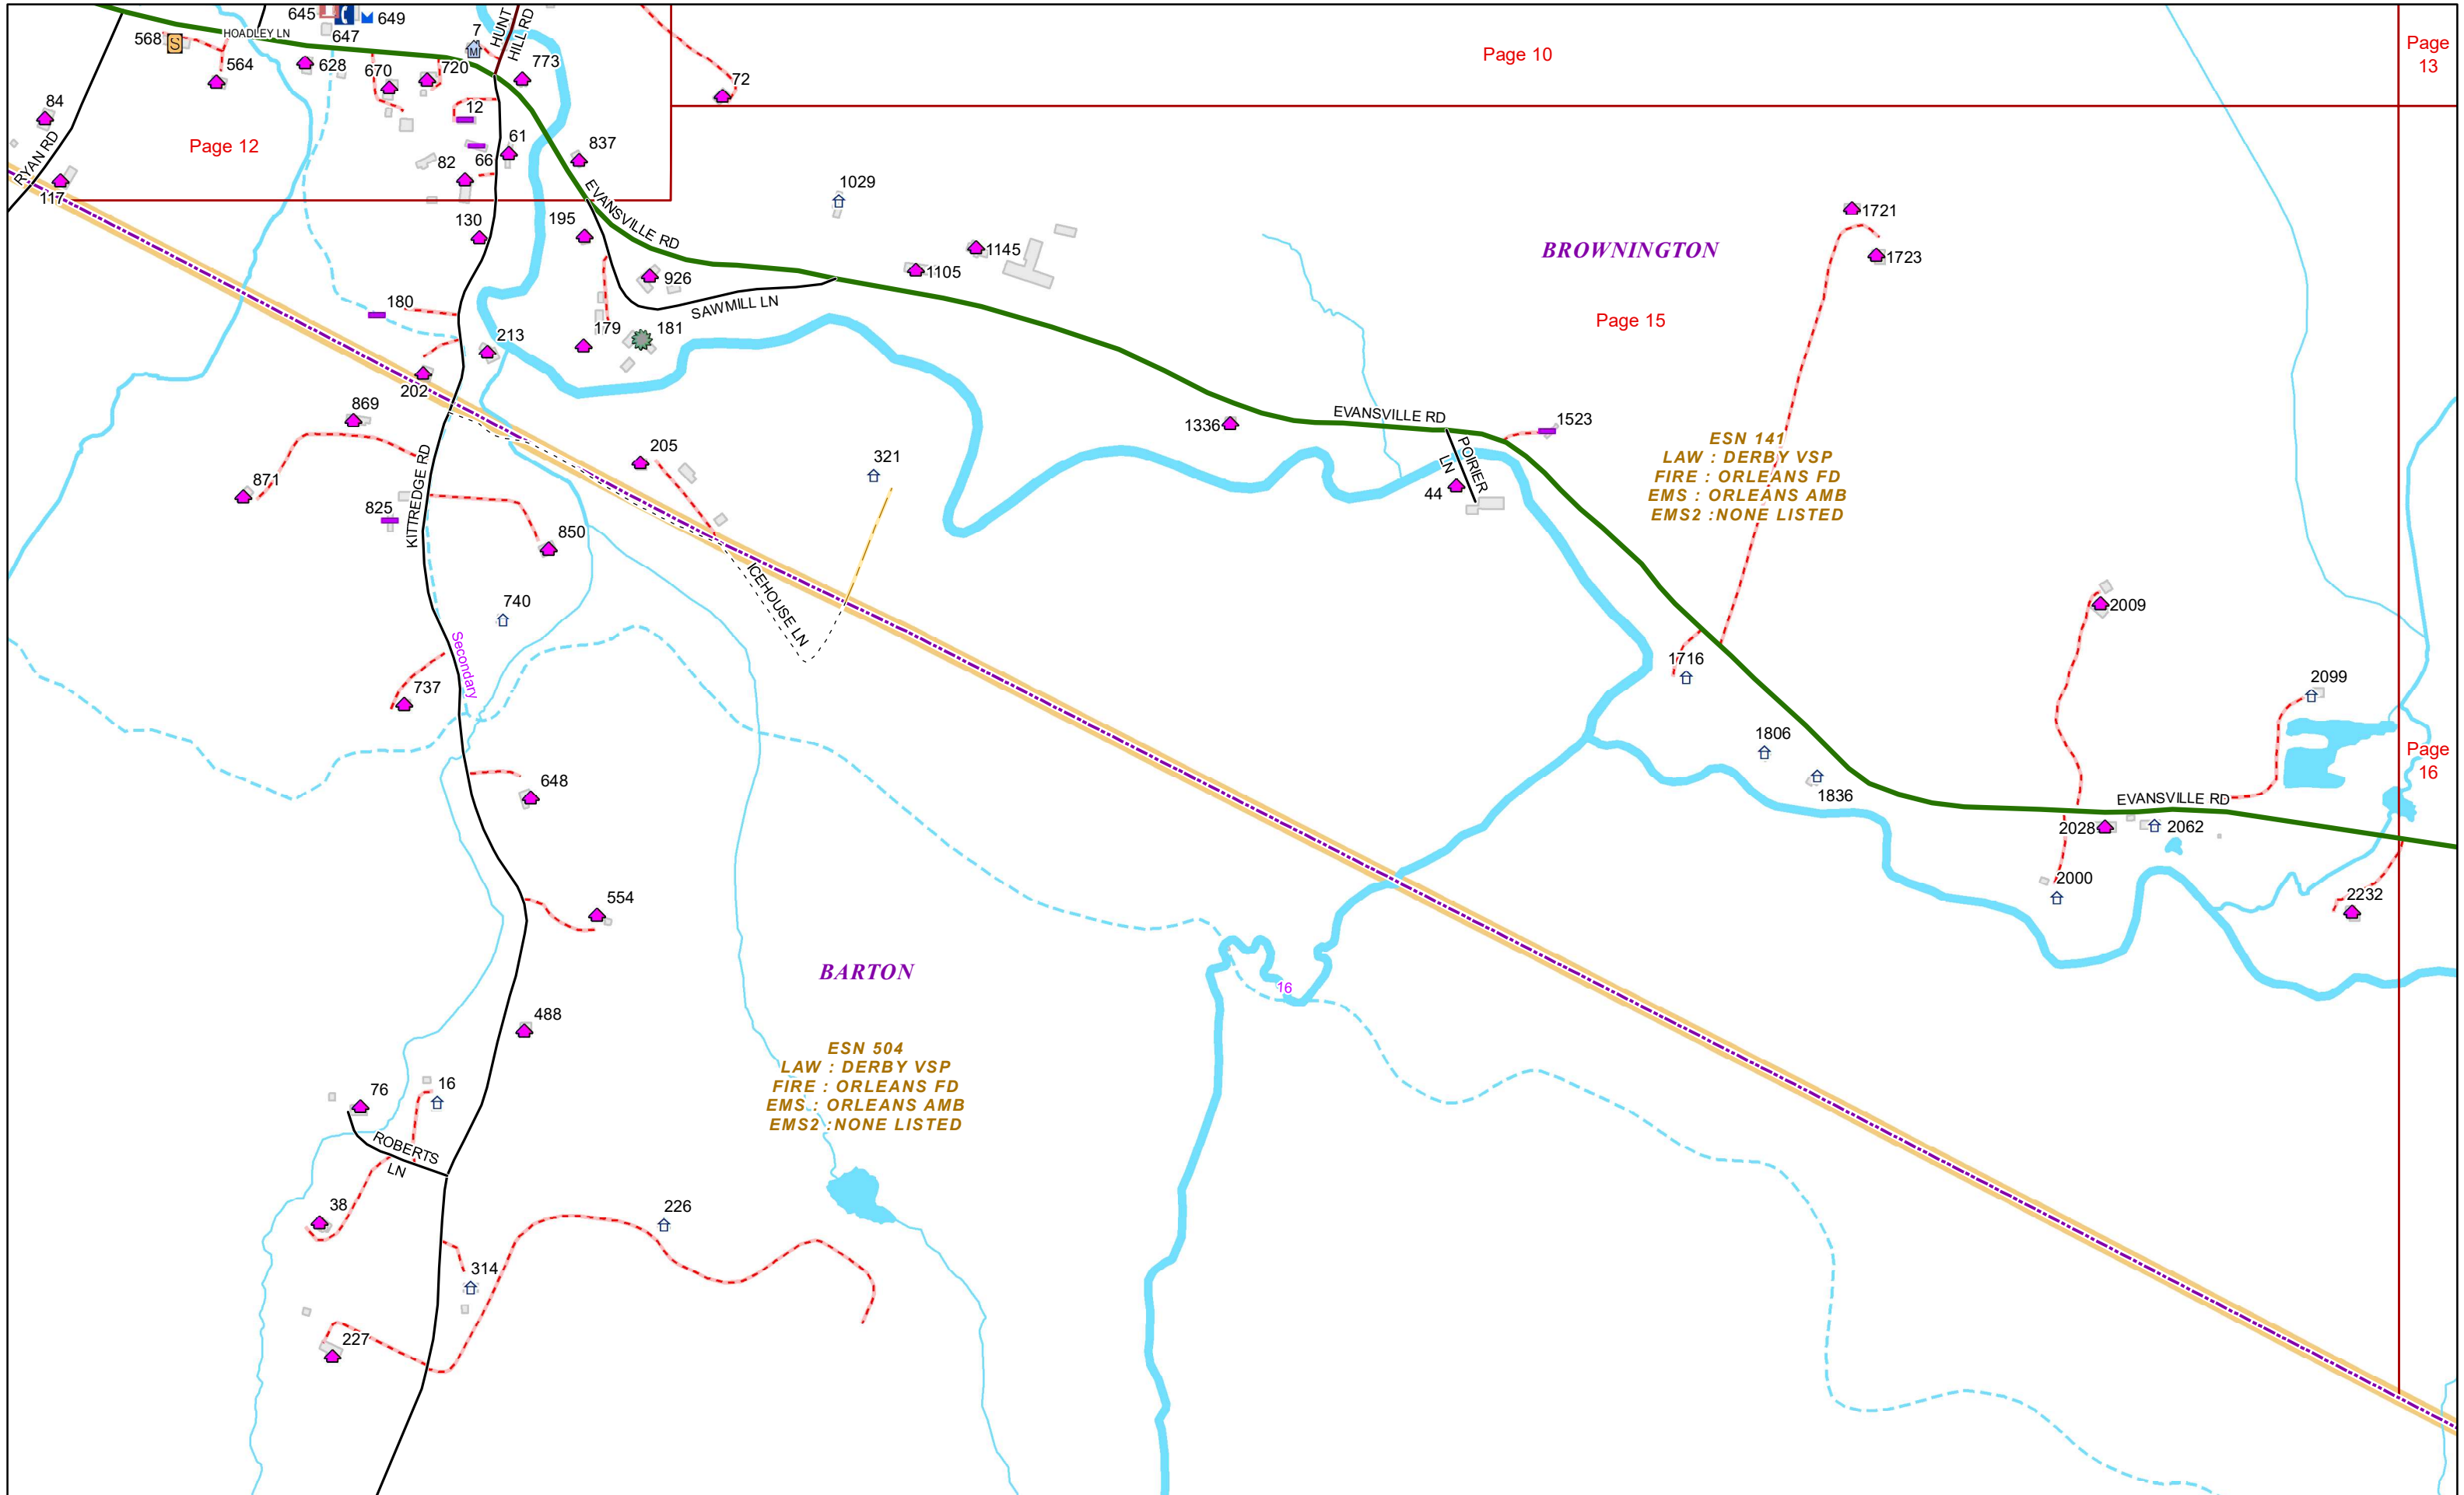 645
649
647
568
HOADLEY LN
564
628
670
720
7
HUNT
HILL RD
773
72
Page 10
Page
13
84
12
Page 12
61
66
82
837
RYAN RD
117
130
195
EVANSVILLE RD
1029
1721
1723
BROWNINGTON
Page 15
926
1105
1145
SAWMILL LN
180
213
179
181
202
869
871
205
321
1336
EVANSVILLE RD
POIRIER
LN
44
1523
ESN 141
LAW : DERBY VSP
FIRE : ORLEANS FD
EMS : ORLEANS AMB
EMS2 :NONE LISTED
KITTREDGE RD
825
850
ICEHOUSE LN
740
Secondary
737
648
554
1716
1806
1836
2009
2099
Page
16
EVANSVILLE RD
2028
2062
2000
2232
BARTON
16
488
ESN 504
LAW : DERBY VSP
FIRE : ORLEANS FD
EMS : ORLEANS AMB
EMS2 :NONE LISTED
76
16
ROBERTS
LN
38
226
314
227
S
M